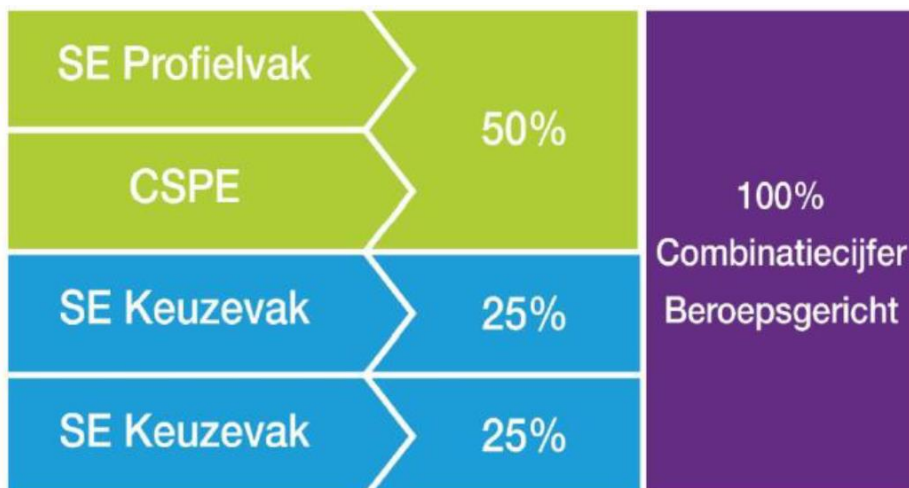 SE Profielvak
CSPE
50%
SE Keuzevak
25%
SE Keuzevak
25%
100%
Combinatiecijfer
Beroepsgericht